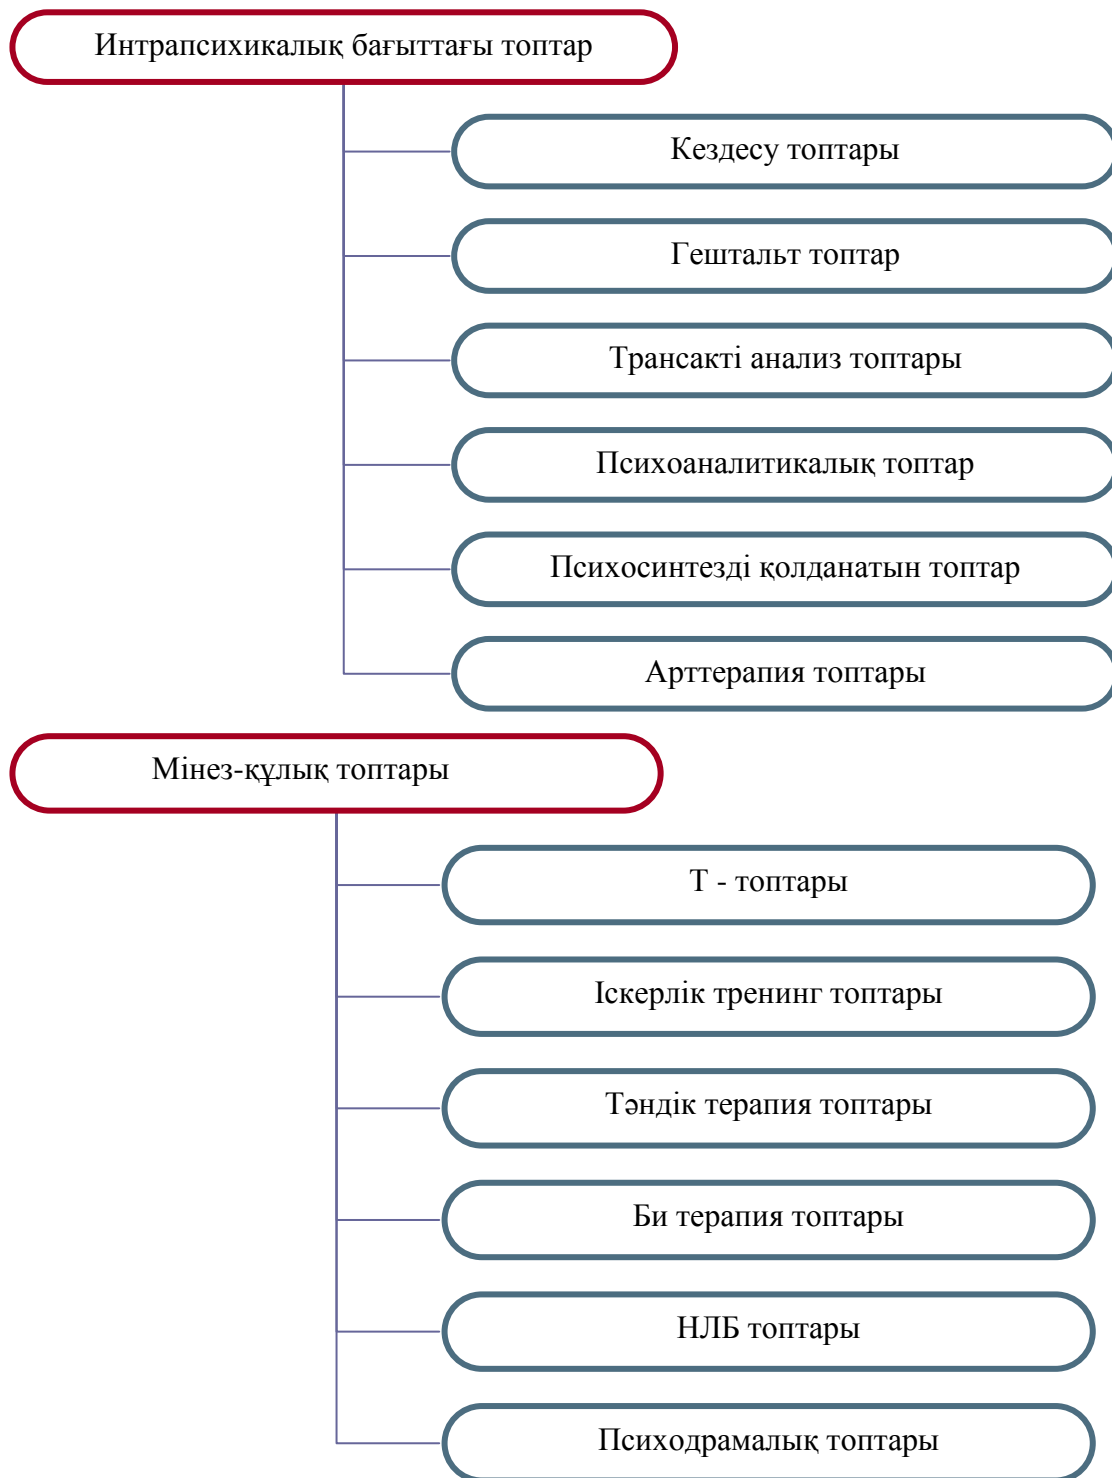 Интрапсихикалық бағыттағы топтар
Кездесу топтары
Гештальт топтар
Трансакті анализ топтары
Психоаналитикалық топтар
Психосинтезді қолданатын топтар
Арттерапия топтары
Мінез-құлық топтары
Т - топтары
Іскерлік тренинг топтары
Тәндік терапия топтары
Би терапия топтары
НЛБ топтары
Психодрамалық топтары